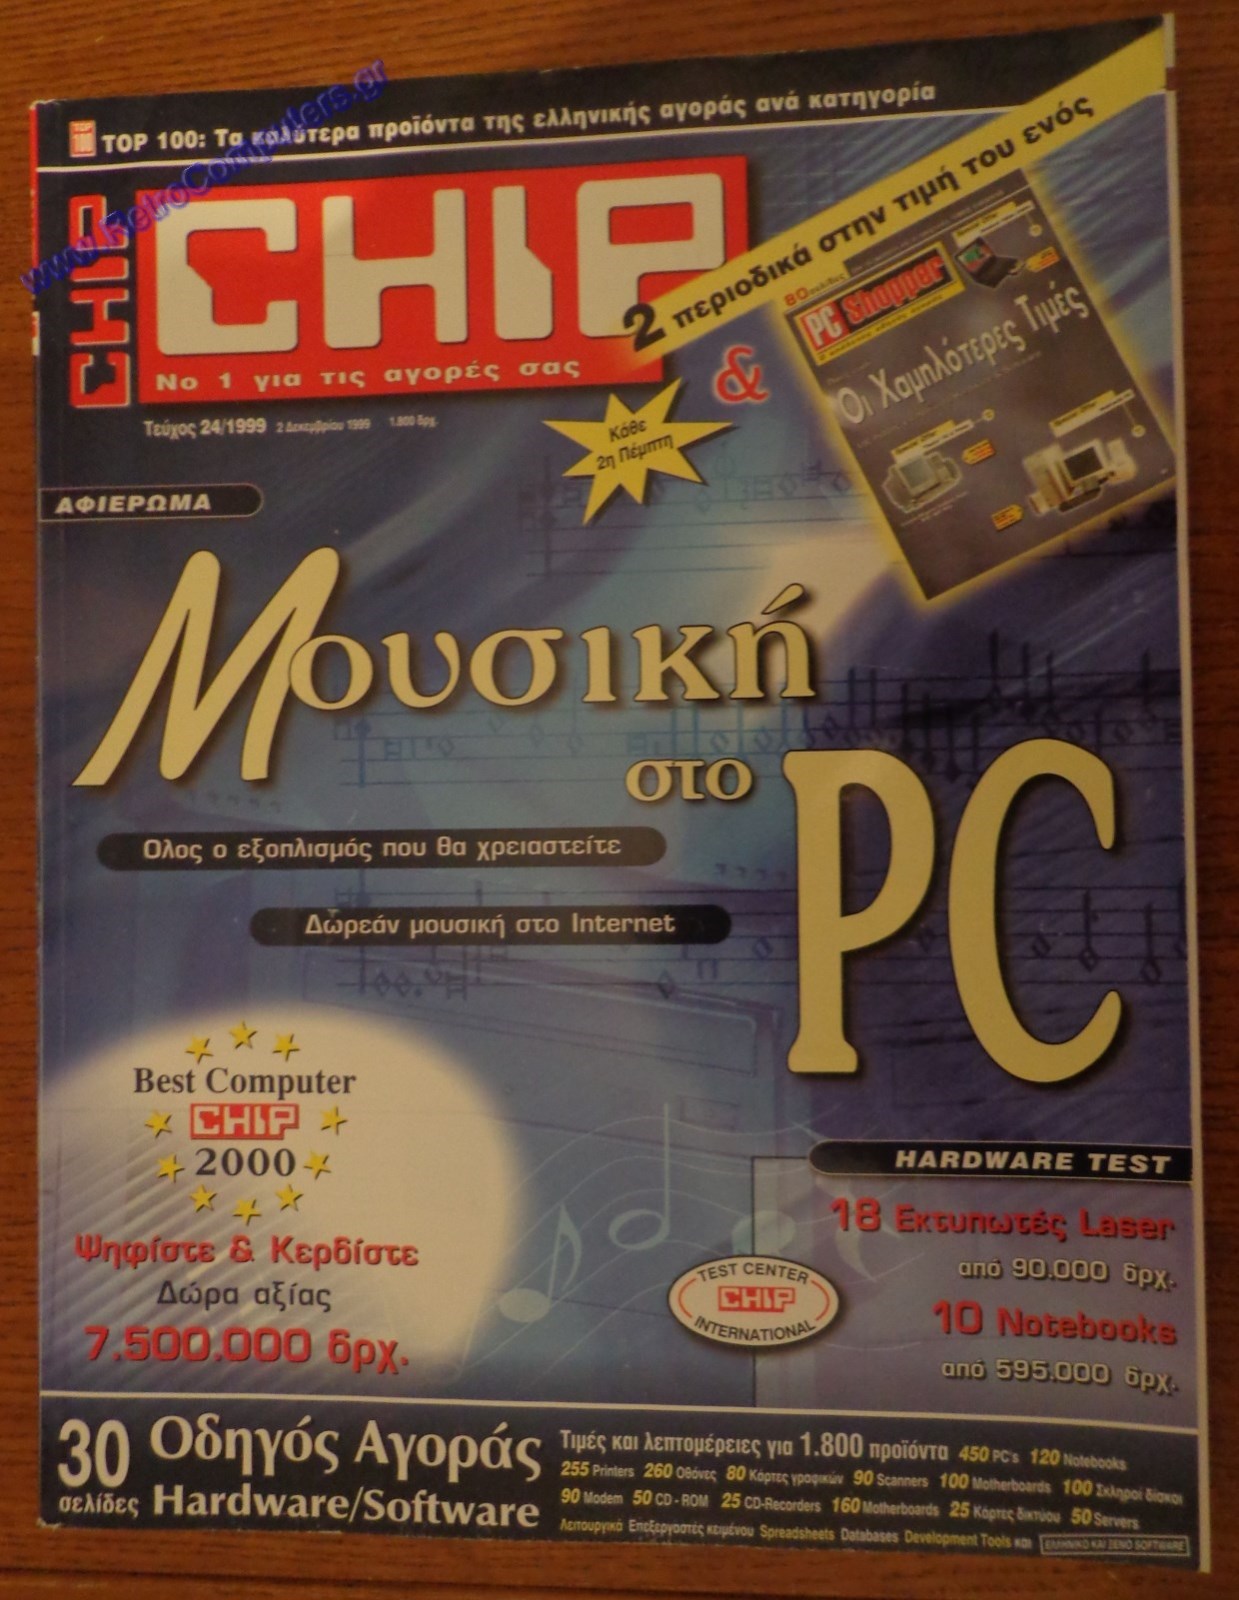 www.RetroComputers.gr
TOP 100
TOP 100: Τα καλύτερα προϊόντα της ελληνικής αγοράς ανά κατηγορία
CHIP
CHIP
Νο 1 για τις αγορές σας
2 περιοδικά στην τιμή του ενός
&
80 σελίδες
PC Shopper
Οι Χαμηλότερες Τιμές
Τεύχος 24/1999 2 Δεκεμβρίου 1999 1.800 δρχ.
Κάθε
2η Πέμπτη
ΑΦΙΕΡΩΜΑ
Μουσική
στο PC
Ολος ο εξοπλισμός που θα χρειαστείτε
Δωρεάν μουσική στο Internet
Best Computer
CHIP
2000
Ψηφίστε & Κερδίστε
Δώρα αξίας
7.500.000 δρχ.
HARDWARE TEST
18 Εκτυπωτές Laser
από 90.000 δρχ.
10 Notebooks
από 595.000 δρχ.
TEST CENTER
CHIP
INTERNATIONAL
30 σελίδες
Οδηγός Αγοράς
Hardware/Software
Τιμές και λεπτομέρειες για 1.800 προϊόντα 450 PC's 120 Notebooks
255 Printers 260 Οθόνες 80 Κάρτες γραφικών 90 Scanners 100 Motherboards 100 Σκληροί δίσκοι
90 Modem 50 CD-ROM 25 CD-Recorders 160 Motherboards 25 Κάρτες δικτύου 50 Servers
Λειτουργικά Επεξεργαστές κειμένου Spreadsheets Databases Development Tools και ΕΛΛΗΝΙΚΟ ΚΑΙ ΞΕΝΟ SOFTWARE